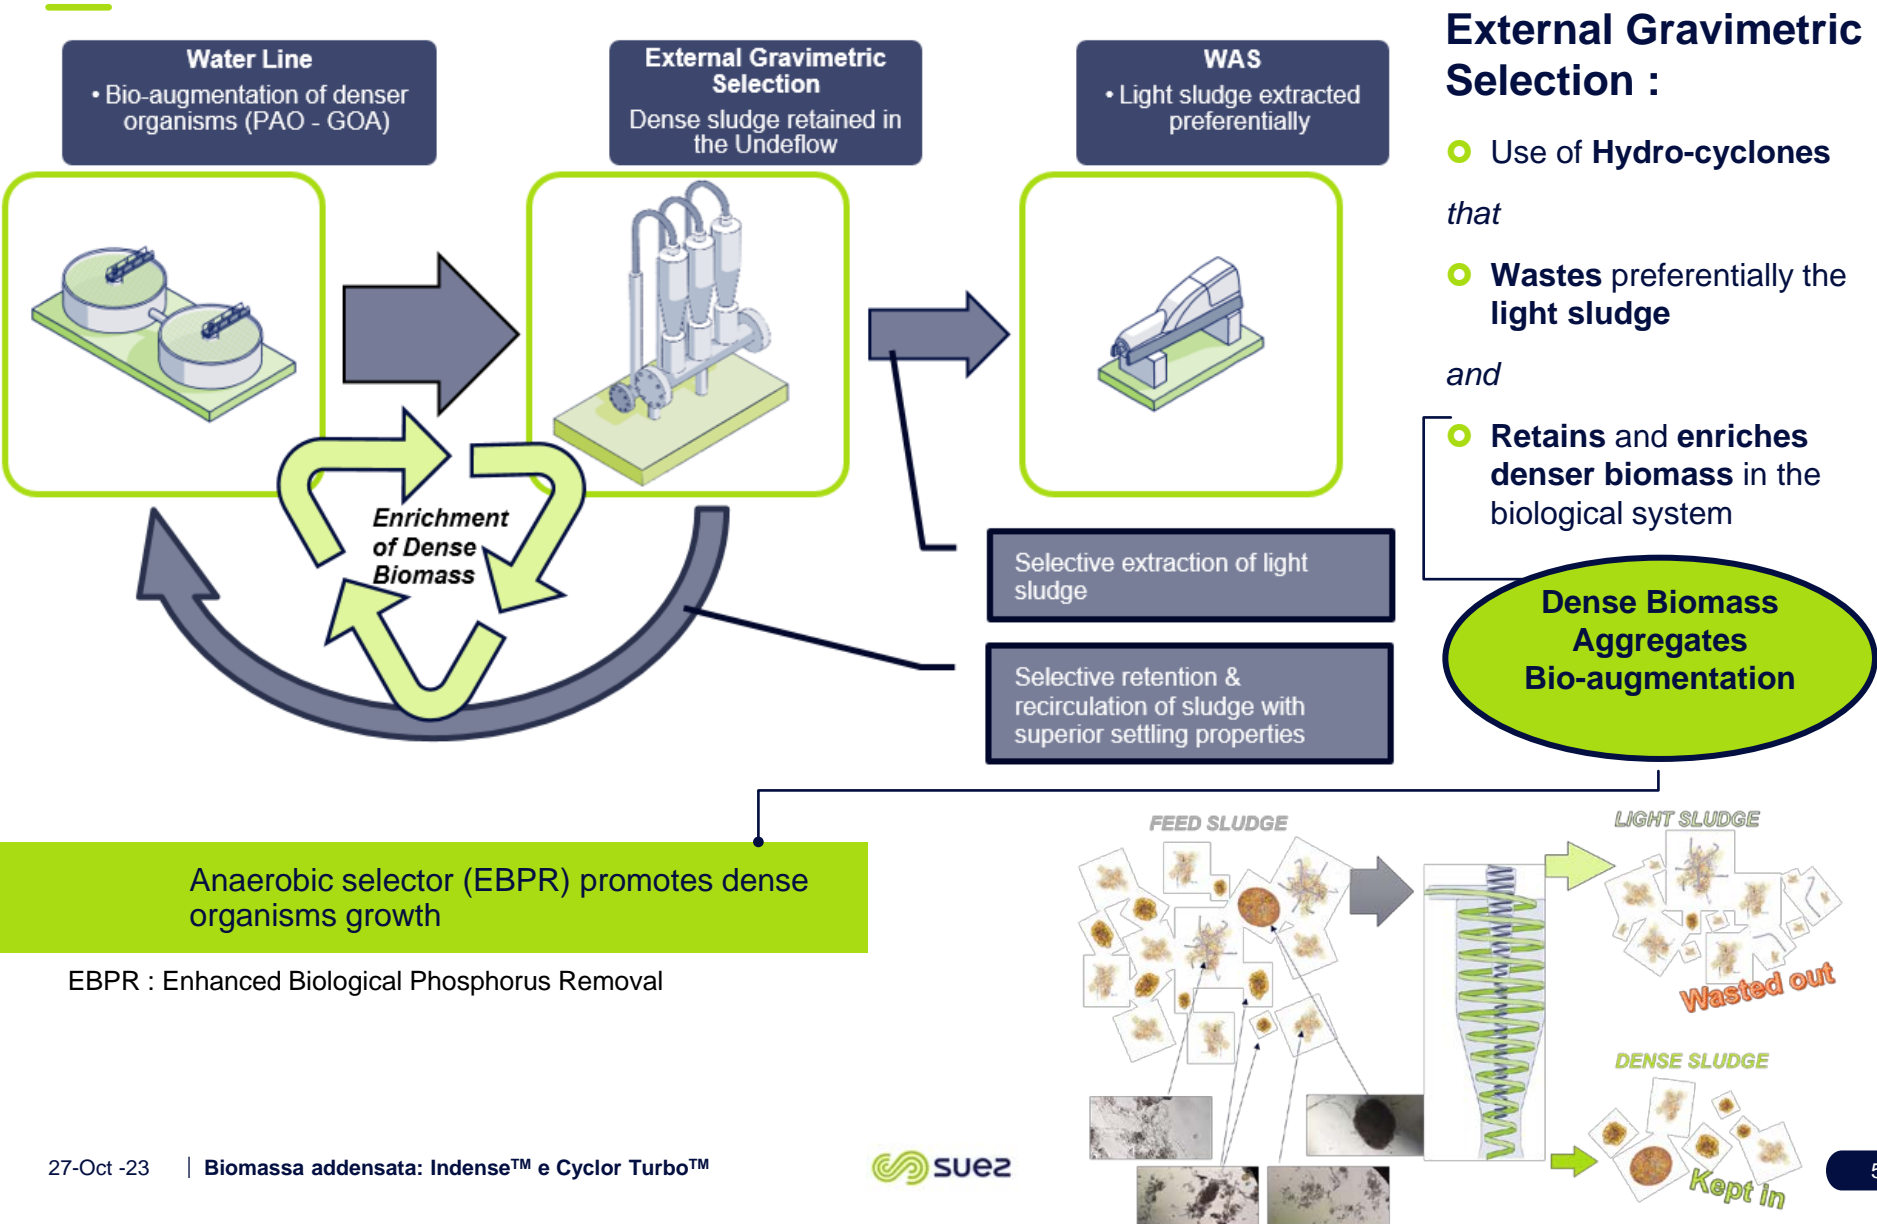 Water Line
• Bio-augmentation of denser
organisms (PAO - GOA)
External Gravimetric
Selection
Dense sludge retained in
the Undeflow
WAS
• Light sludge extracted
preferentially
Enrichment
of Dense
Biomass
Selective extraction of light
sludge
Selective retention &
recirculation of sludge with
superior settling properties
External Gravimetric
Selection :
Use of Hydro-cyclones
that
Wastes preferentially the
light sludge
and
Retains and enriches
denser biomass in the
biological system
Dense Biomass
Aggregates
Bio-augmentation
Anaerobic selector (EBPR) promotes dense
organisms growth
EBPR : Enhanced Biological Phosphorus Removal
FEED SLUDGE
LIGHT SLUDGE
Wasted out
DENSE SLUDGE
Kept in
27-Oct -23 | Biomassa addensata: Indense™ e Cyclor Turbo™
suez
5